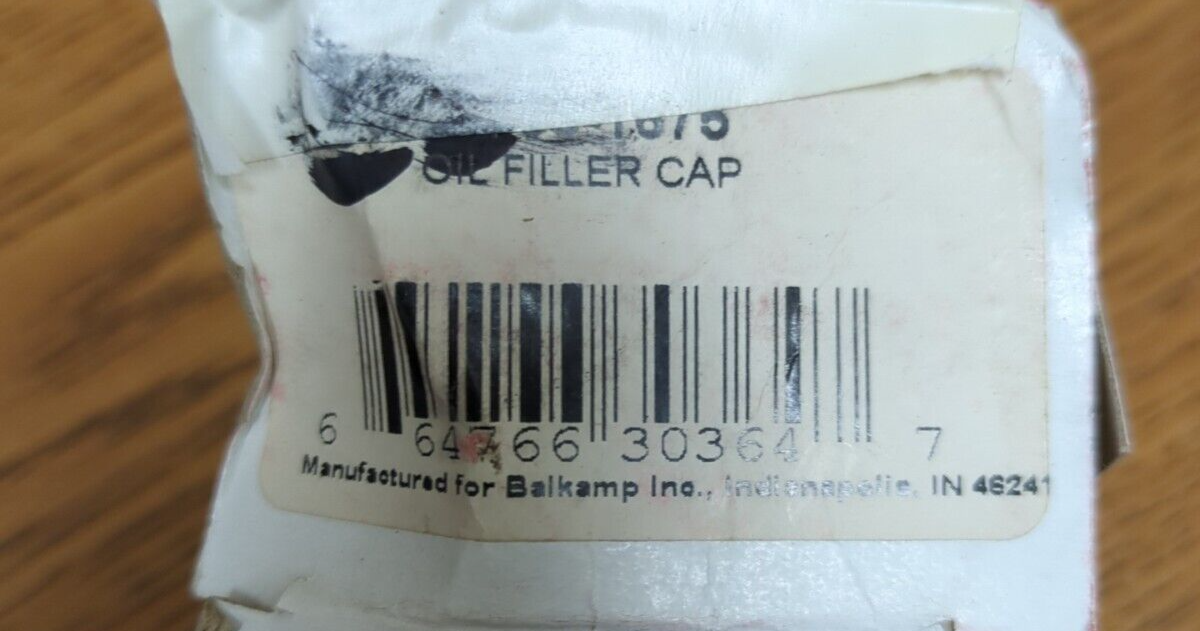 OIL FILLER CAP
6 64766 30364 7
Manufactured for Balkamp Inc., Indianapolis, IN 46241